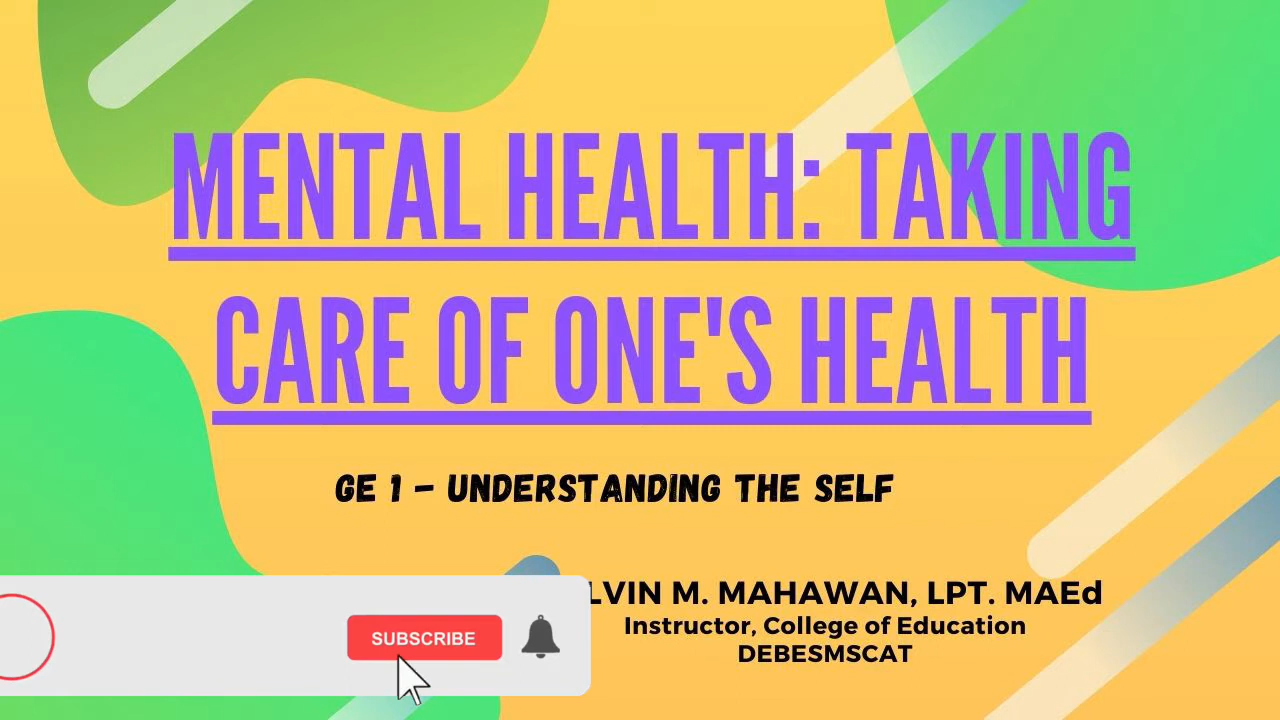 MENTAL HEALTH: TAKING
CARE OF ONE'S HEALTH
GE 1 – UNDERSTANDING THE SELF
LVIN M. MAHAWAN, LPT. MAEd
Instructor, College of Education
DEBESMSCAT
SUBSCRIBE